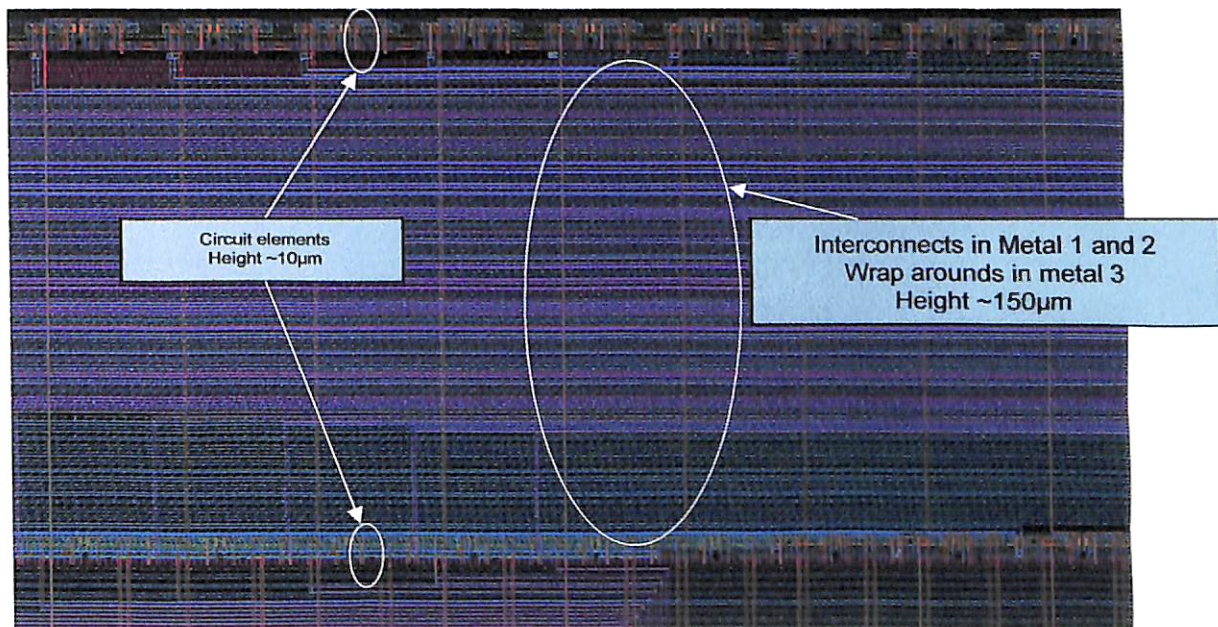 Circuit elements
Height ~10µm
Interconnects in Metal 1 and 2
Wrap arounds in metal 3
Height ~150µm